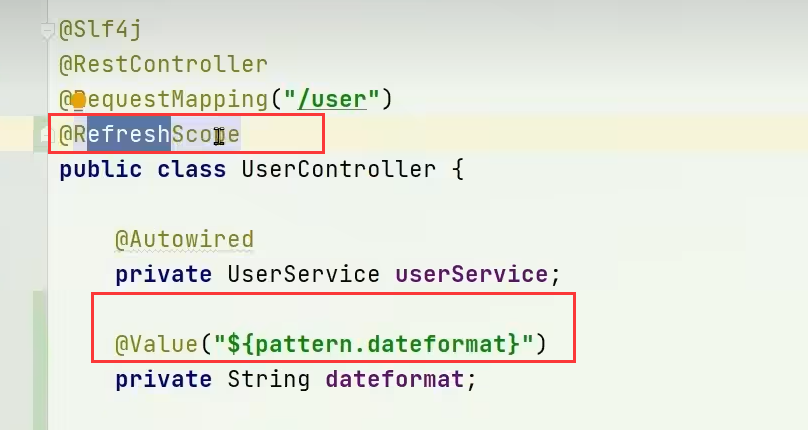 @Slf4j
@RestController
@RequestMapping("/user")
@RefreshScope
public class UserController {
@Autowired
private UserService userService;
@Value("${pattern.dateformat}")
private String dateformat;